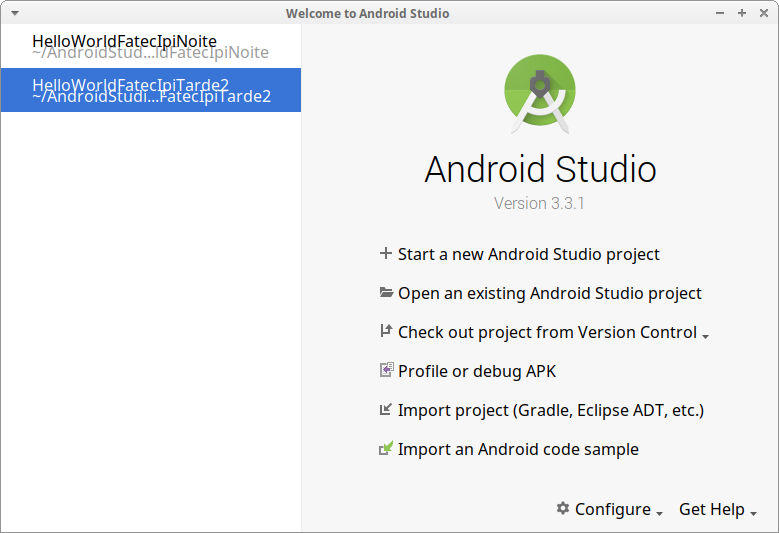 Welcome to Android Studio
HelloWorldFatecIpiNoite
~/AndroidStud...ldFatecIpiNoite
HelloWorldFatecIpiTarde2
~/AndroidStudi...FatecIpiTarde2
Android Studio
Version 3.3.1
Start a new Android Studio project
Open an existing Android Studio project
Check out project from Version Control
Profile or debug APK
Import project (Gradle, Eclipse ADT, etc.)
Import an Android code sample
Configure Get Help